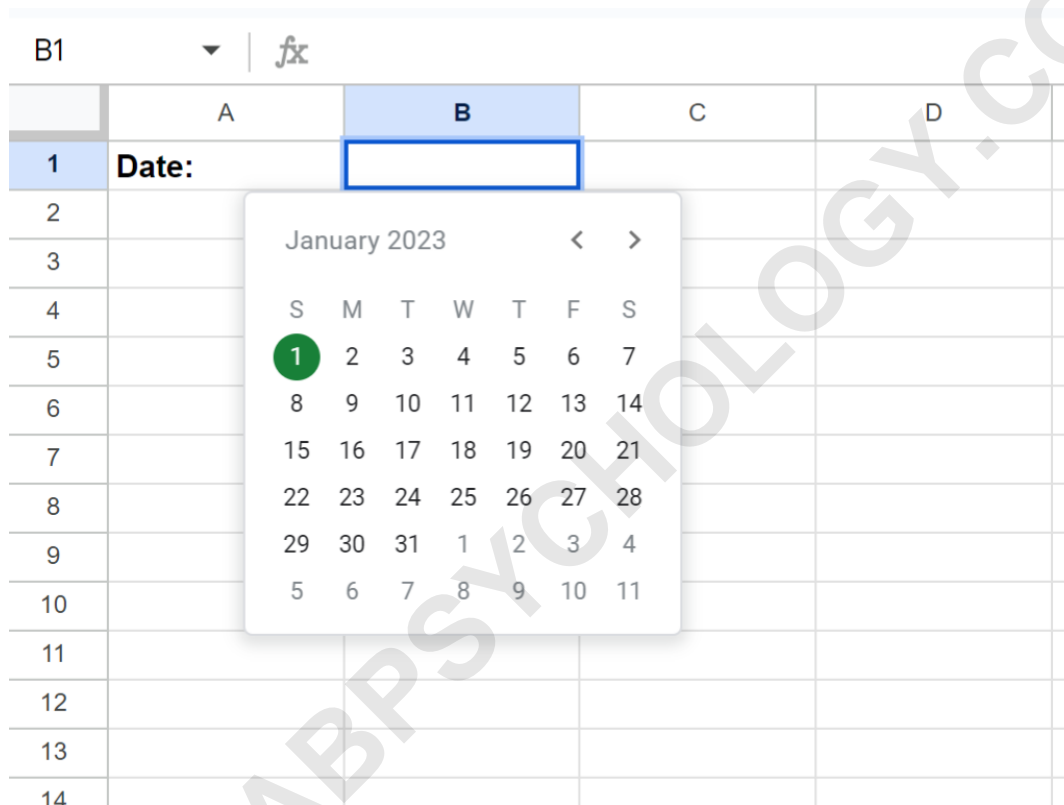 B1 fx
A B C D
1 Date:
2
January 2023
3
S M T W T F S
4
1 2 3 4 5 6 7
5
8 9 10 11 12 13 14
6
15 16 17 18 19 20 21
7
22 23 24 25 26 27 28
8
29 30 31 1 2 3 4
9
5 6 7 8 9 10 11
10
11
12
13
14
ABPSYCHOLOGY.CO